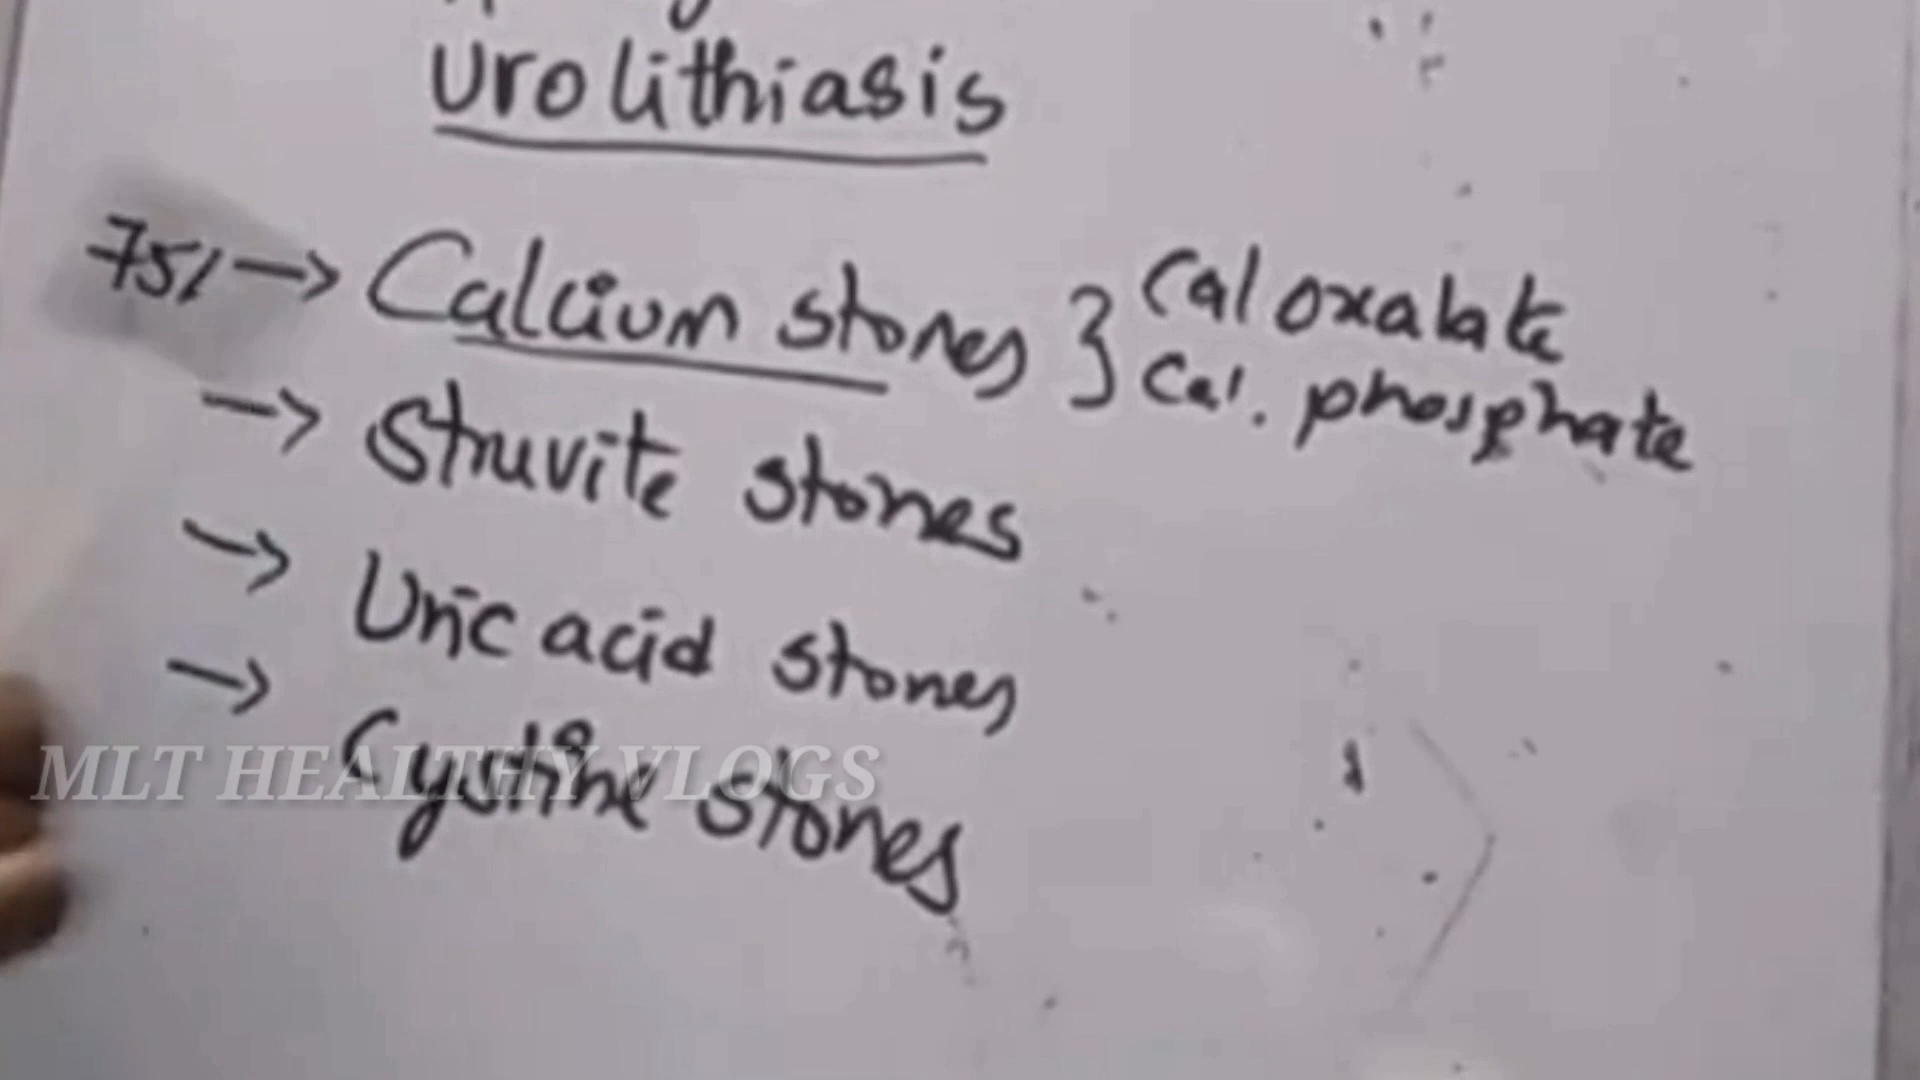 Urolithiasis
75% → Calcium stones } Cal oxalate
Cal. phosphate
→ Struvite stones
→ Uric acid stones
→ Cystine stones
MLT HEALTHY VLOGS